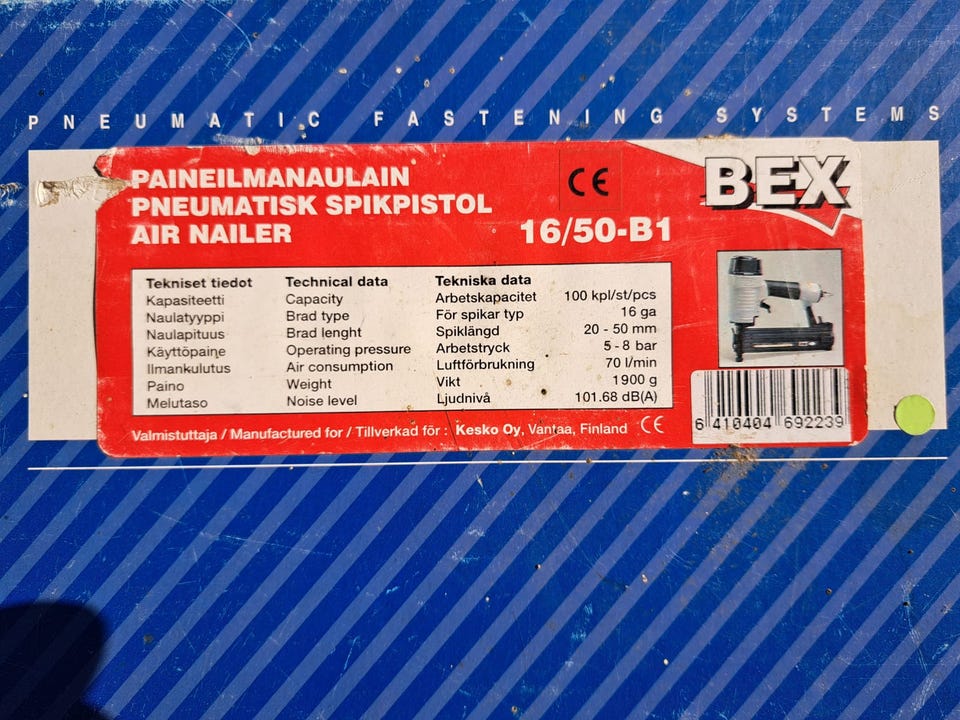 PNEUMATIC FASTENING SYSTEMS
PAINEILMANAULAIN
PNEUMATISK SPIKPISTOL
AIR NAILER
16/50-B1
CE
BEX
Tekniset tiedot Technical data Tekniska data
Kapasiteetti Capacity Arbetskapacitet 100 kpl/st/pcs
Naulatyyppi Brad type För spikar typ 16 ga
Naulapituus Brad lenght Spiklängd 20 - 50 mm
Käyttöpaine Operating pressure Arbetstryck 5 - 8 bar
Ilmankulutus Air consumption Luftförbrukning 70 l/min
Paino Weight Vikt 1900 g
Melutaso Noise level Ljudnivå 101.68 dB(A)
Valmistuttaja / Manufactured for / Tillverkad för : Kesko Oy, Vantaa, Finland CE
6 410404 692239